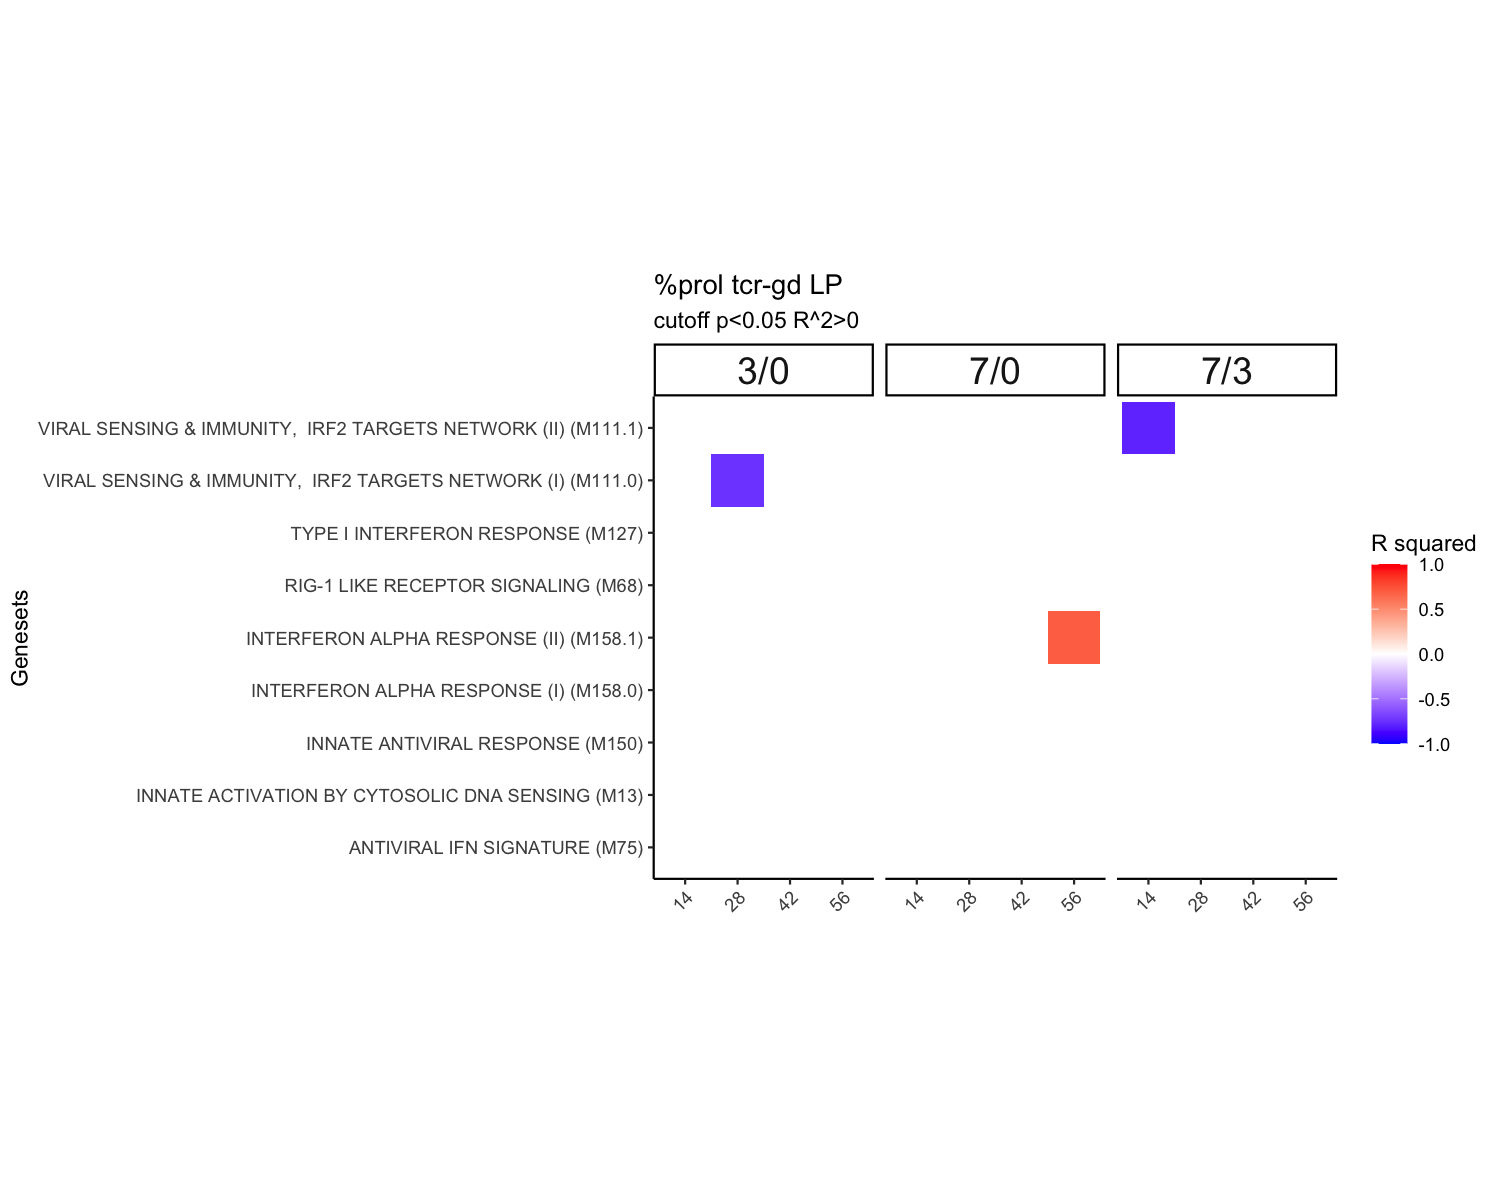 %prol tcr-gd LP
cutoff p<0.05 R^2>0
3/0 7/0 7/3
VIRAL SENSING & IMMUNITY,  IRF2 TARGETS NETWORK (II) (M111.1)
VIRAL SENSING & IMMUNITY,  IRF2 TARGETS NETWORK (I) (M111.0)
TYPE I INTERFERON RESPONSE (M127)
RIG-1 LIKE RECEPTOR SIGNALING (M68)
INTERFERON ALPHA RESPONSE (II) (M158.1)
INTERFERON ALPHA RESPONSE (I) (M158.0)
INNATE ANTIVIRAL RESPONSE (M150)
INNATE ACTIVATION BY CYTOSOLIC DNA SENSING (M13)
ANTIVIRAL IFN SIGNATURE (M75)
Genesets
14 28 42 56 14 28 42 56 14 28 42 56
R squared
1.0
0.5
0.0
-0.5
-1.0